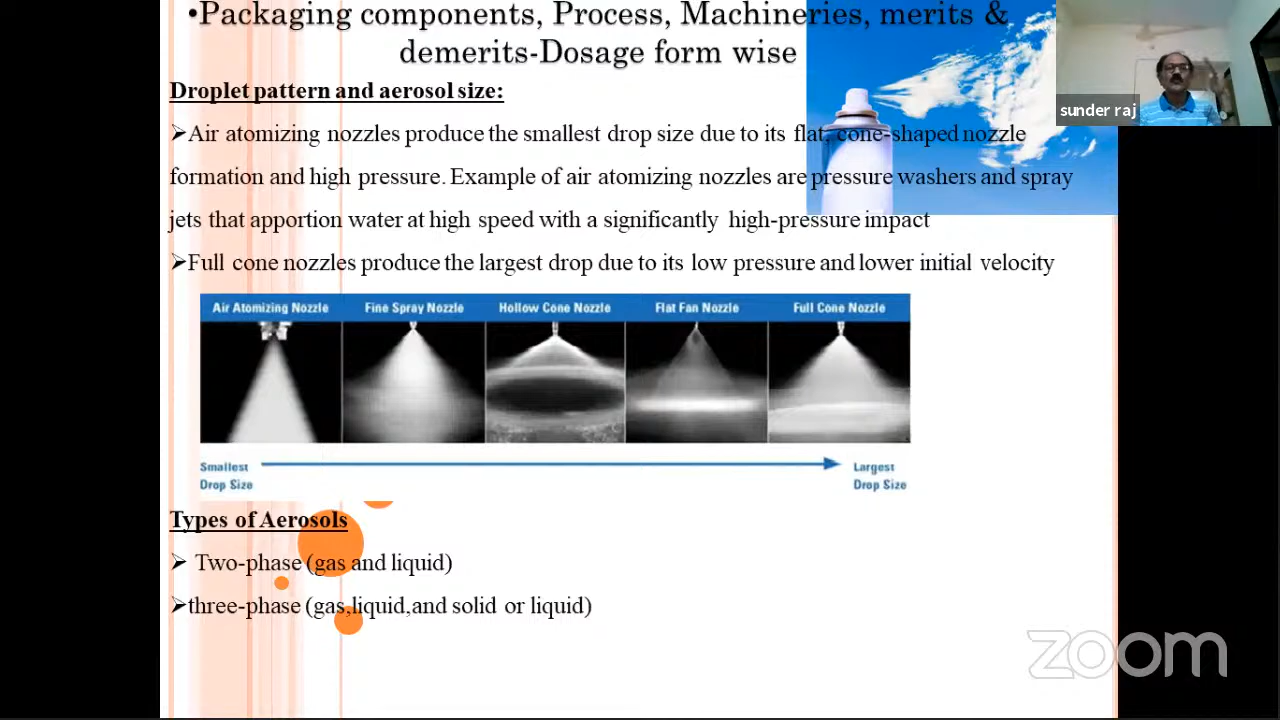 •Packaging components, Process, Machineries, merits &
demerits-Dosage form wise
sunder raj
Droplet pattern and aerosol size:
➢Air atomizing nozzles produce the smallest drop size due to its flat, cone-shaped nozzle
formation and high pressure. Example of air atomizing nozzles are pressure washers and spray
jets that apportion water at high speed with a significantly high-pressure impact
➢Full cone nozzles produce the largest drop due to its low pressure and lower initial velocity
Air Atomizing Nozzle Fine Spray Nozzle Hollow Cone Nozzle Flat Fan Nozzle Full Cone Nozzle
Smallest Largest
Drop Size Drop Size
Types of Aerosols
➢ Two-phase (gas and liquid)
➢three-phase (gas,liquid,and solid or liquid)
zoom